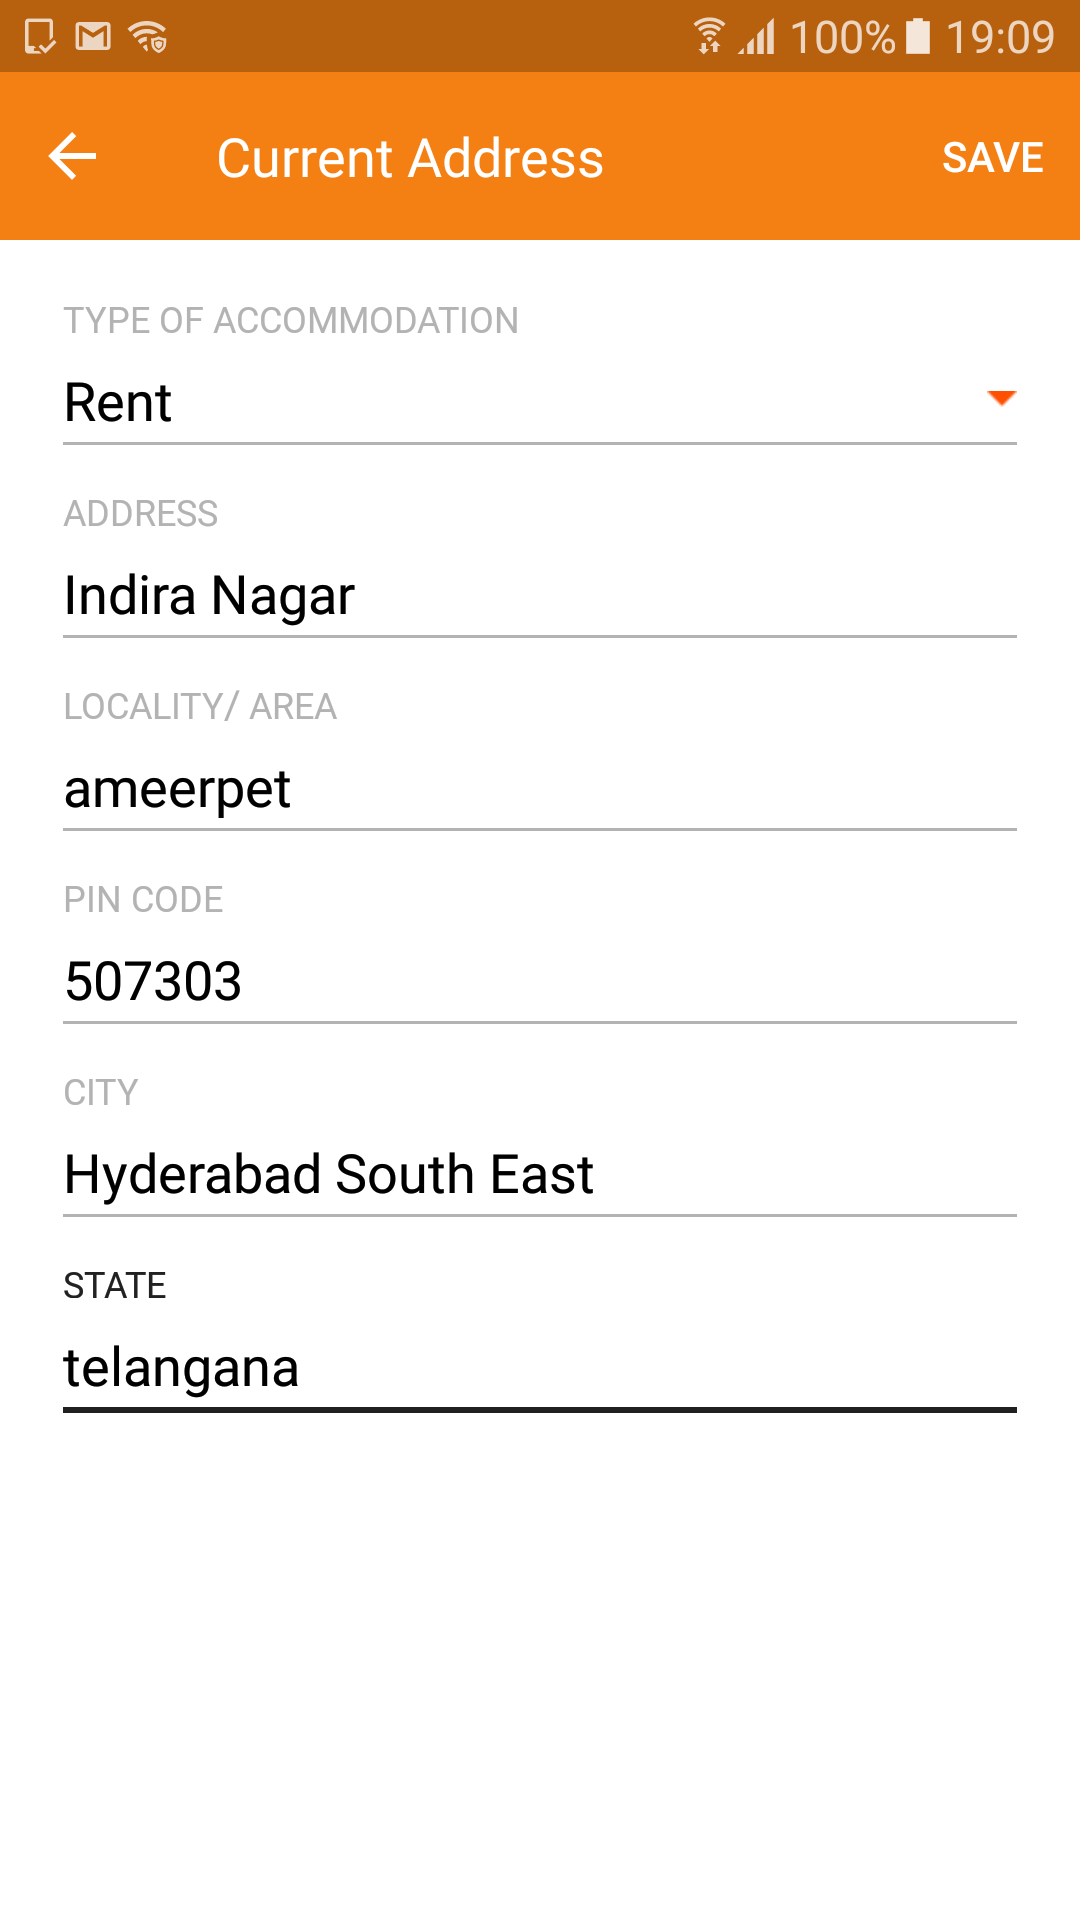 100% 19:09
Current Address SAVE
TYPE OF ACCOMMODATION
Rent
ADDRESS
Indira Nagar
LOCALITY/ AREA
ameerpet
PIN CODE
507303
CITY
Hyderabad South East
STATE
telangana